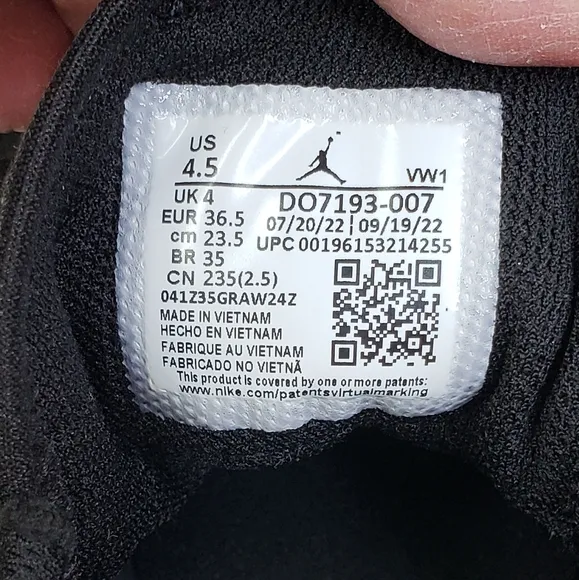 US
4.5
VW1
UK 4
DO7193-007
EUR 36.5
07/20/22 | 09/19/22
cm 23.5
UPC 00196153214255
BR 35
CN 235(2.5)
041Z35GRAW24Z
MADE IN VIETNAM
HECHO EN VIETNAM
FABRIQUE AU VIETNAM
FABRICADO NO VIETNÃ
This product is covered by one or more patents:
www.nike.com/patentsvirtualmarking